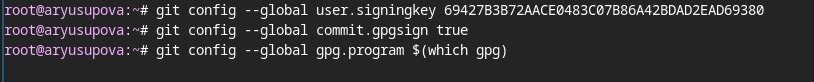 root@aryusupova:~# git config --global user.signingkey 69427B3B72AACE0483C07B86A42BDAD2EAD69380
root@aryusupova:~# git config --global commit.gpgsign true
root@aryusupova:~# git config --global gpg.program $(which gpg)